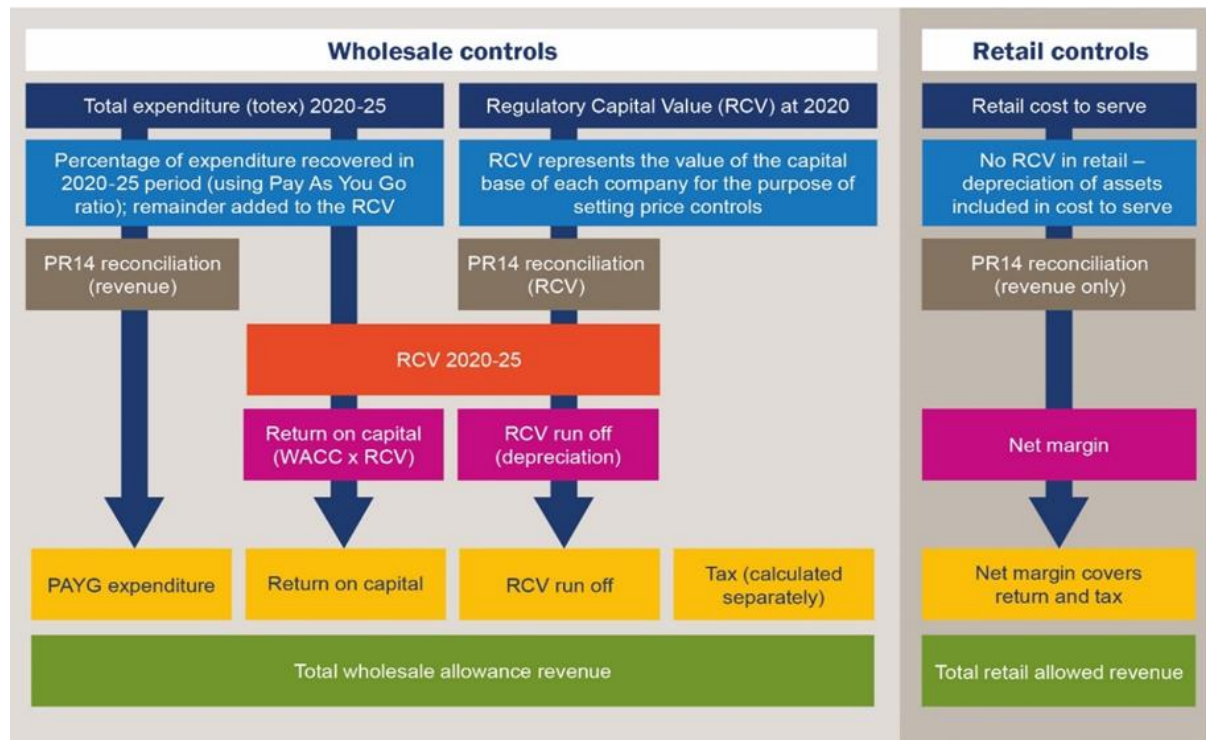 Wholesale controls
Retail controls
Total expenditure (totex) 2020-25
Regulatory Capital Value (RCV) at 2020
Retail cost to serve
Percentage of expenditure recovered in
2020-25 period (using Pay As You Go
ratio); remainder added to the RCV
RCV represents the value of the capital
base of each company for the purpose of
setting price controls
No RCV in retail –
depreciation of assets
included in cost to serve
PR14 reconciliation
(revenue)
PR14 reconciliation
(RCV)
PR14 reconciliation
(revenue only)
RCV 2020-25
Return on capital
(WACC x RCV)
RCV run off
(depreciation)
Net margin
PAYG expenditure
Return on capital
RCV run off
Tax (calculated
separately)
Net margin covers
return and tax
Total wholesale allowance revenue
Total retail allowed revenue